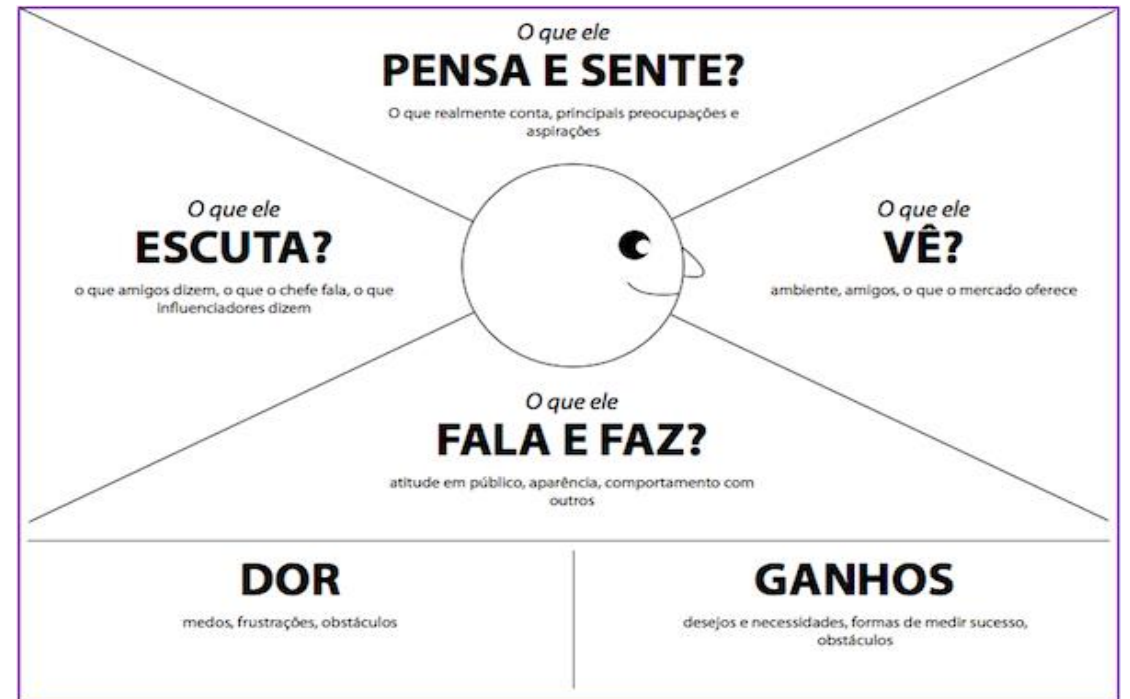 O que ele
PENSA E SENTE?
O que realmente conta, principais preocupações e
aspirações
O que ele
ESCUTA?
o que amigos dizem, o que o chefe fala, o que
influenciadores dizem
O que ele
VÊ?
ambiente, amigos, o que o mercado oferece
O que ele
FALA E FAZ?
atitude em público, aparência, comportamento com
outros
DOR
medos, frustrações, obstáculos
GANHOS
desejos e necessidades, formas de medir sucesso,
obstáculos